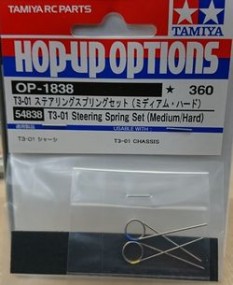 TAMIYA RC PARTS
HOP-UP OPTIONS
TAMIYA
OP-1838 ★ 360
T3-01 ステアリングスプリングセット (ミディアム・ハード)
54838 T3-01 Steering Spring Set (Medium/Hard)
USABLE WITH
T3-01 シャーシ T3-01 CHASSIS